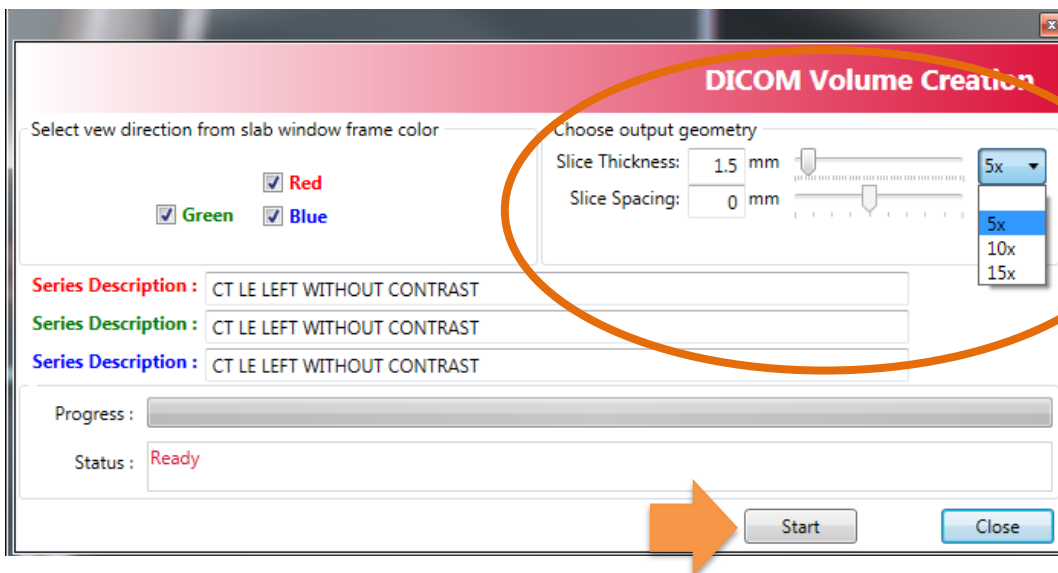 x
DICOM Volume Creation
Select vew direction from slab window frame color
Red
Green
Blue
Choose output geometry
Slice Thickness: 1.5 mm 5x
Slice Spacing: 0 mm
5x
10x
15x
Series Description : CT LE LEFT WITHOUT CONTRAST
Series Description : CT LE LEFT WITHOUT CONTRAST
Series Description : CT LE LEFT WITHOUT CONTRAST
Progress :
Status : Ready
Start Close